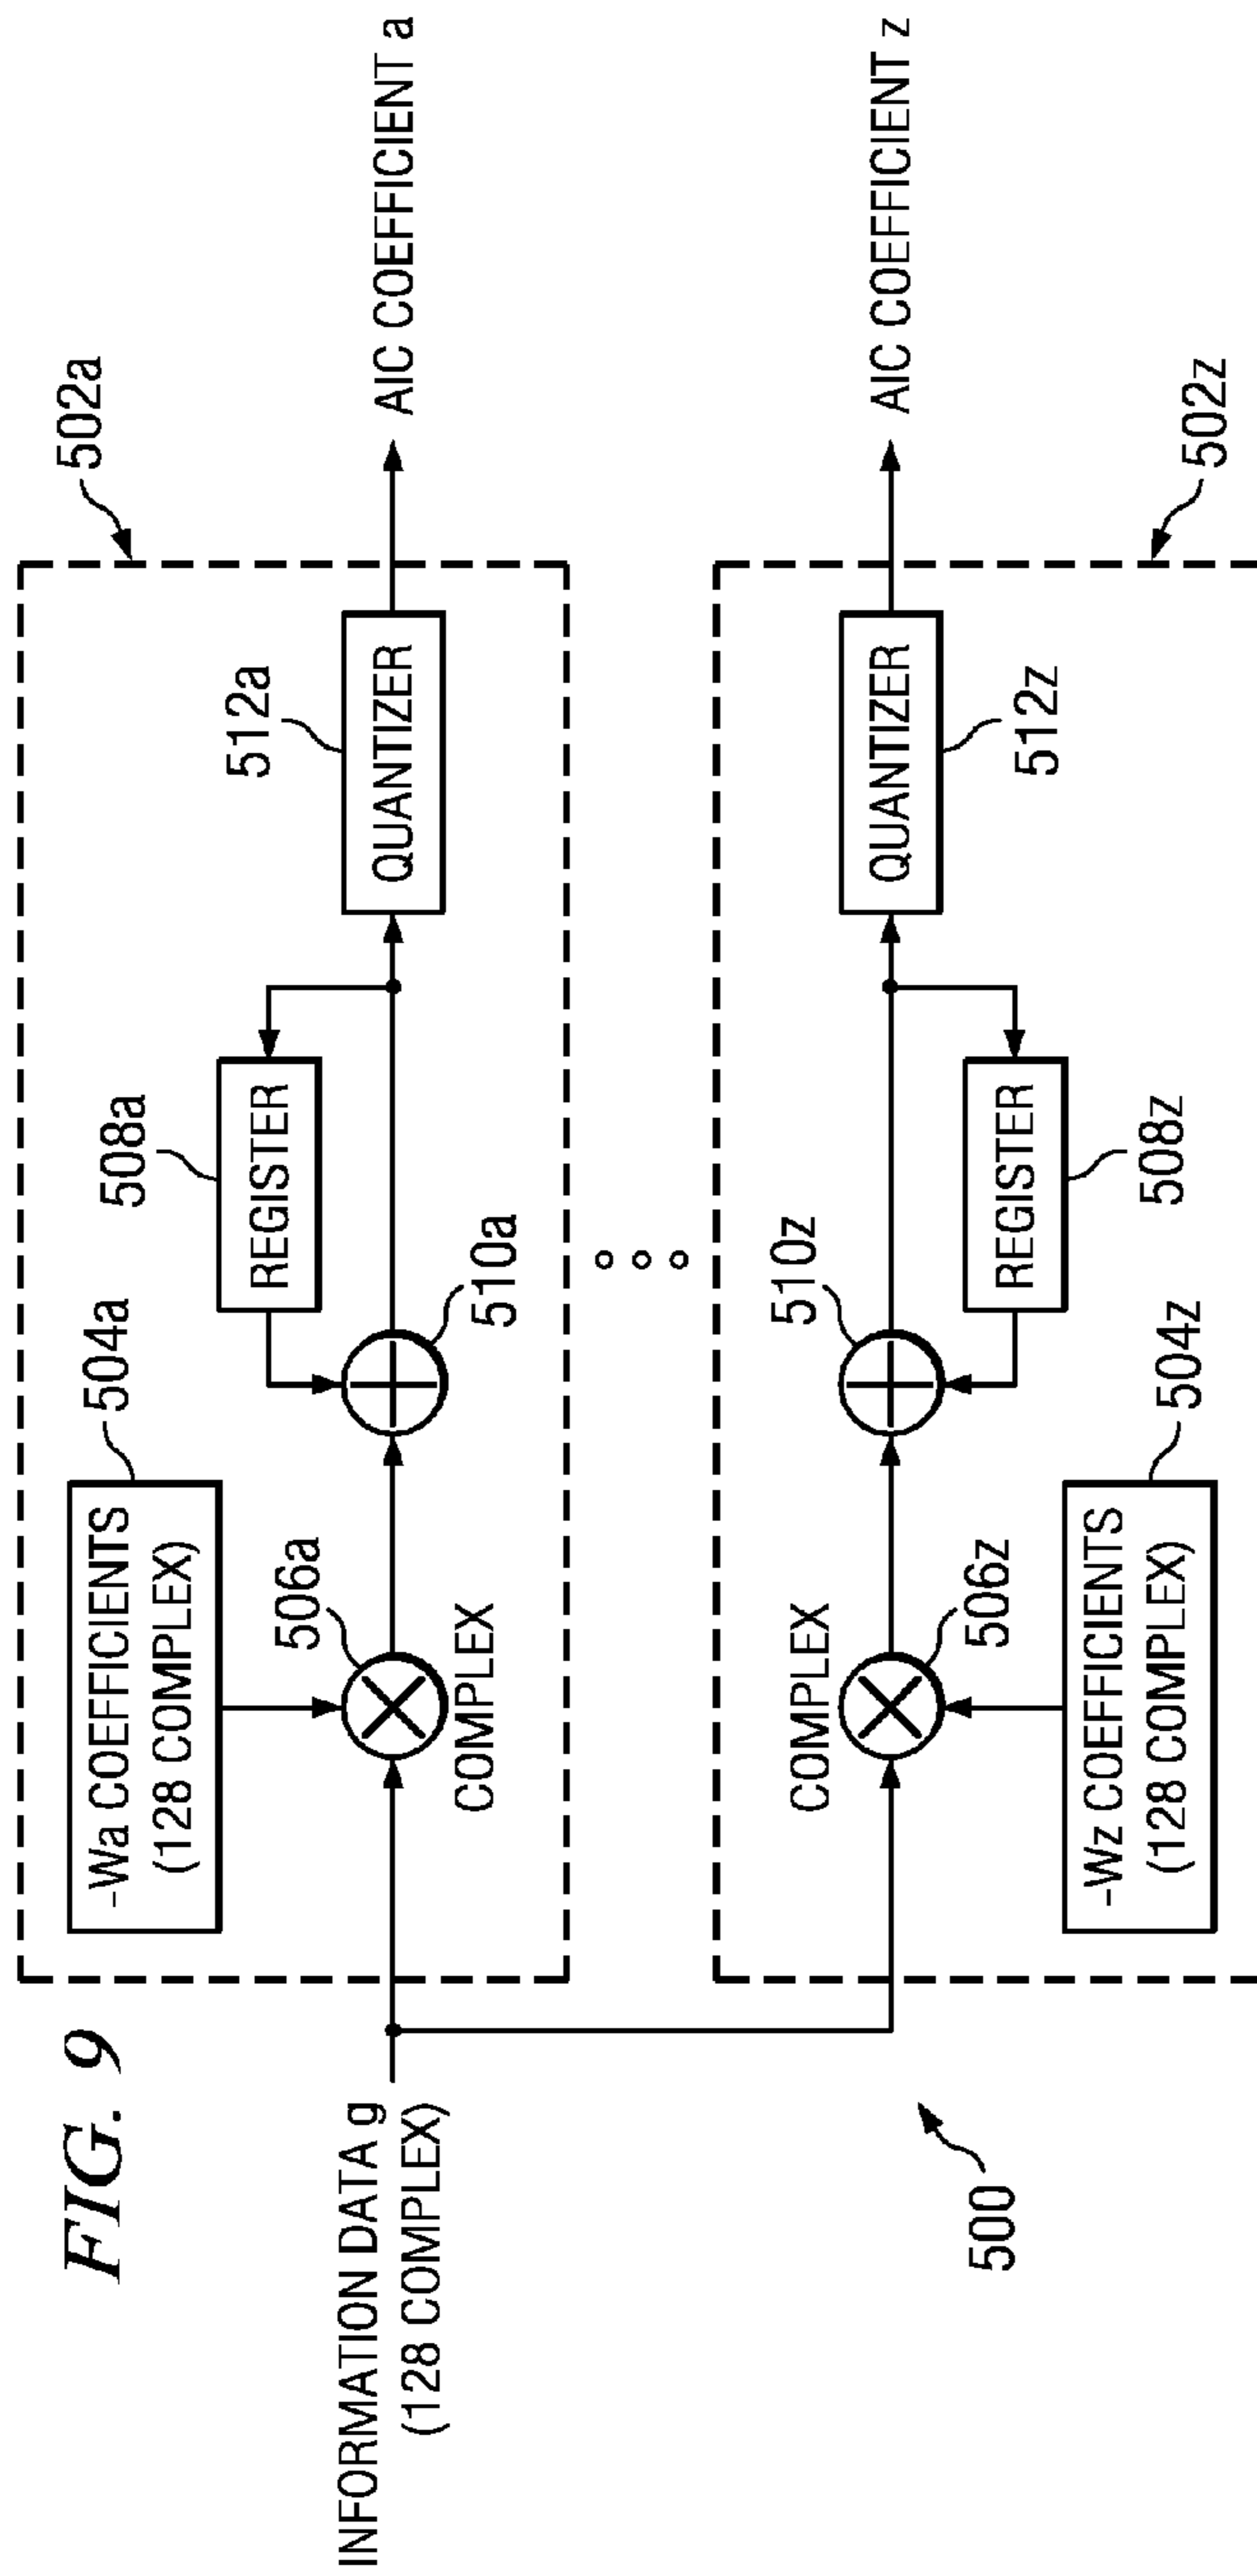 FIG. 9
502a
-Wa COEFFICIENTS
(128 COMPLEX)
504a
508a
REGISTER
512a
506a
INFORMATION DATA g
(128 COMPLEX)
QUANTIZER
AIC COEFFICIENT a
COMPLEX
510a
COMPLEX
510z
QUANTIZER
AIC COEFFICIENT z
500
506z
REGISTER
512z
-Wz COEFFICIENTS
(128 COMPLEX)
504z
508z
502z